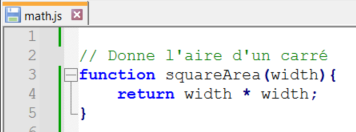 math.js
1
2 // Donne l'aire d'un carré
3 function squareArea(width){
4 return width * width;
5 }